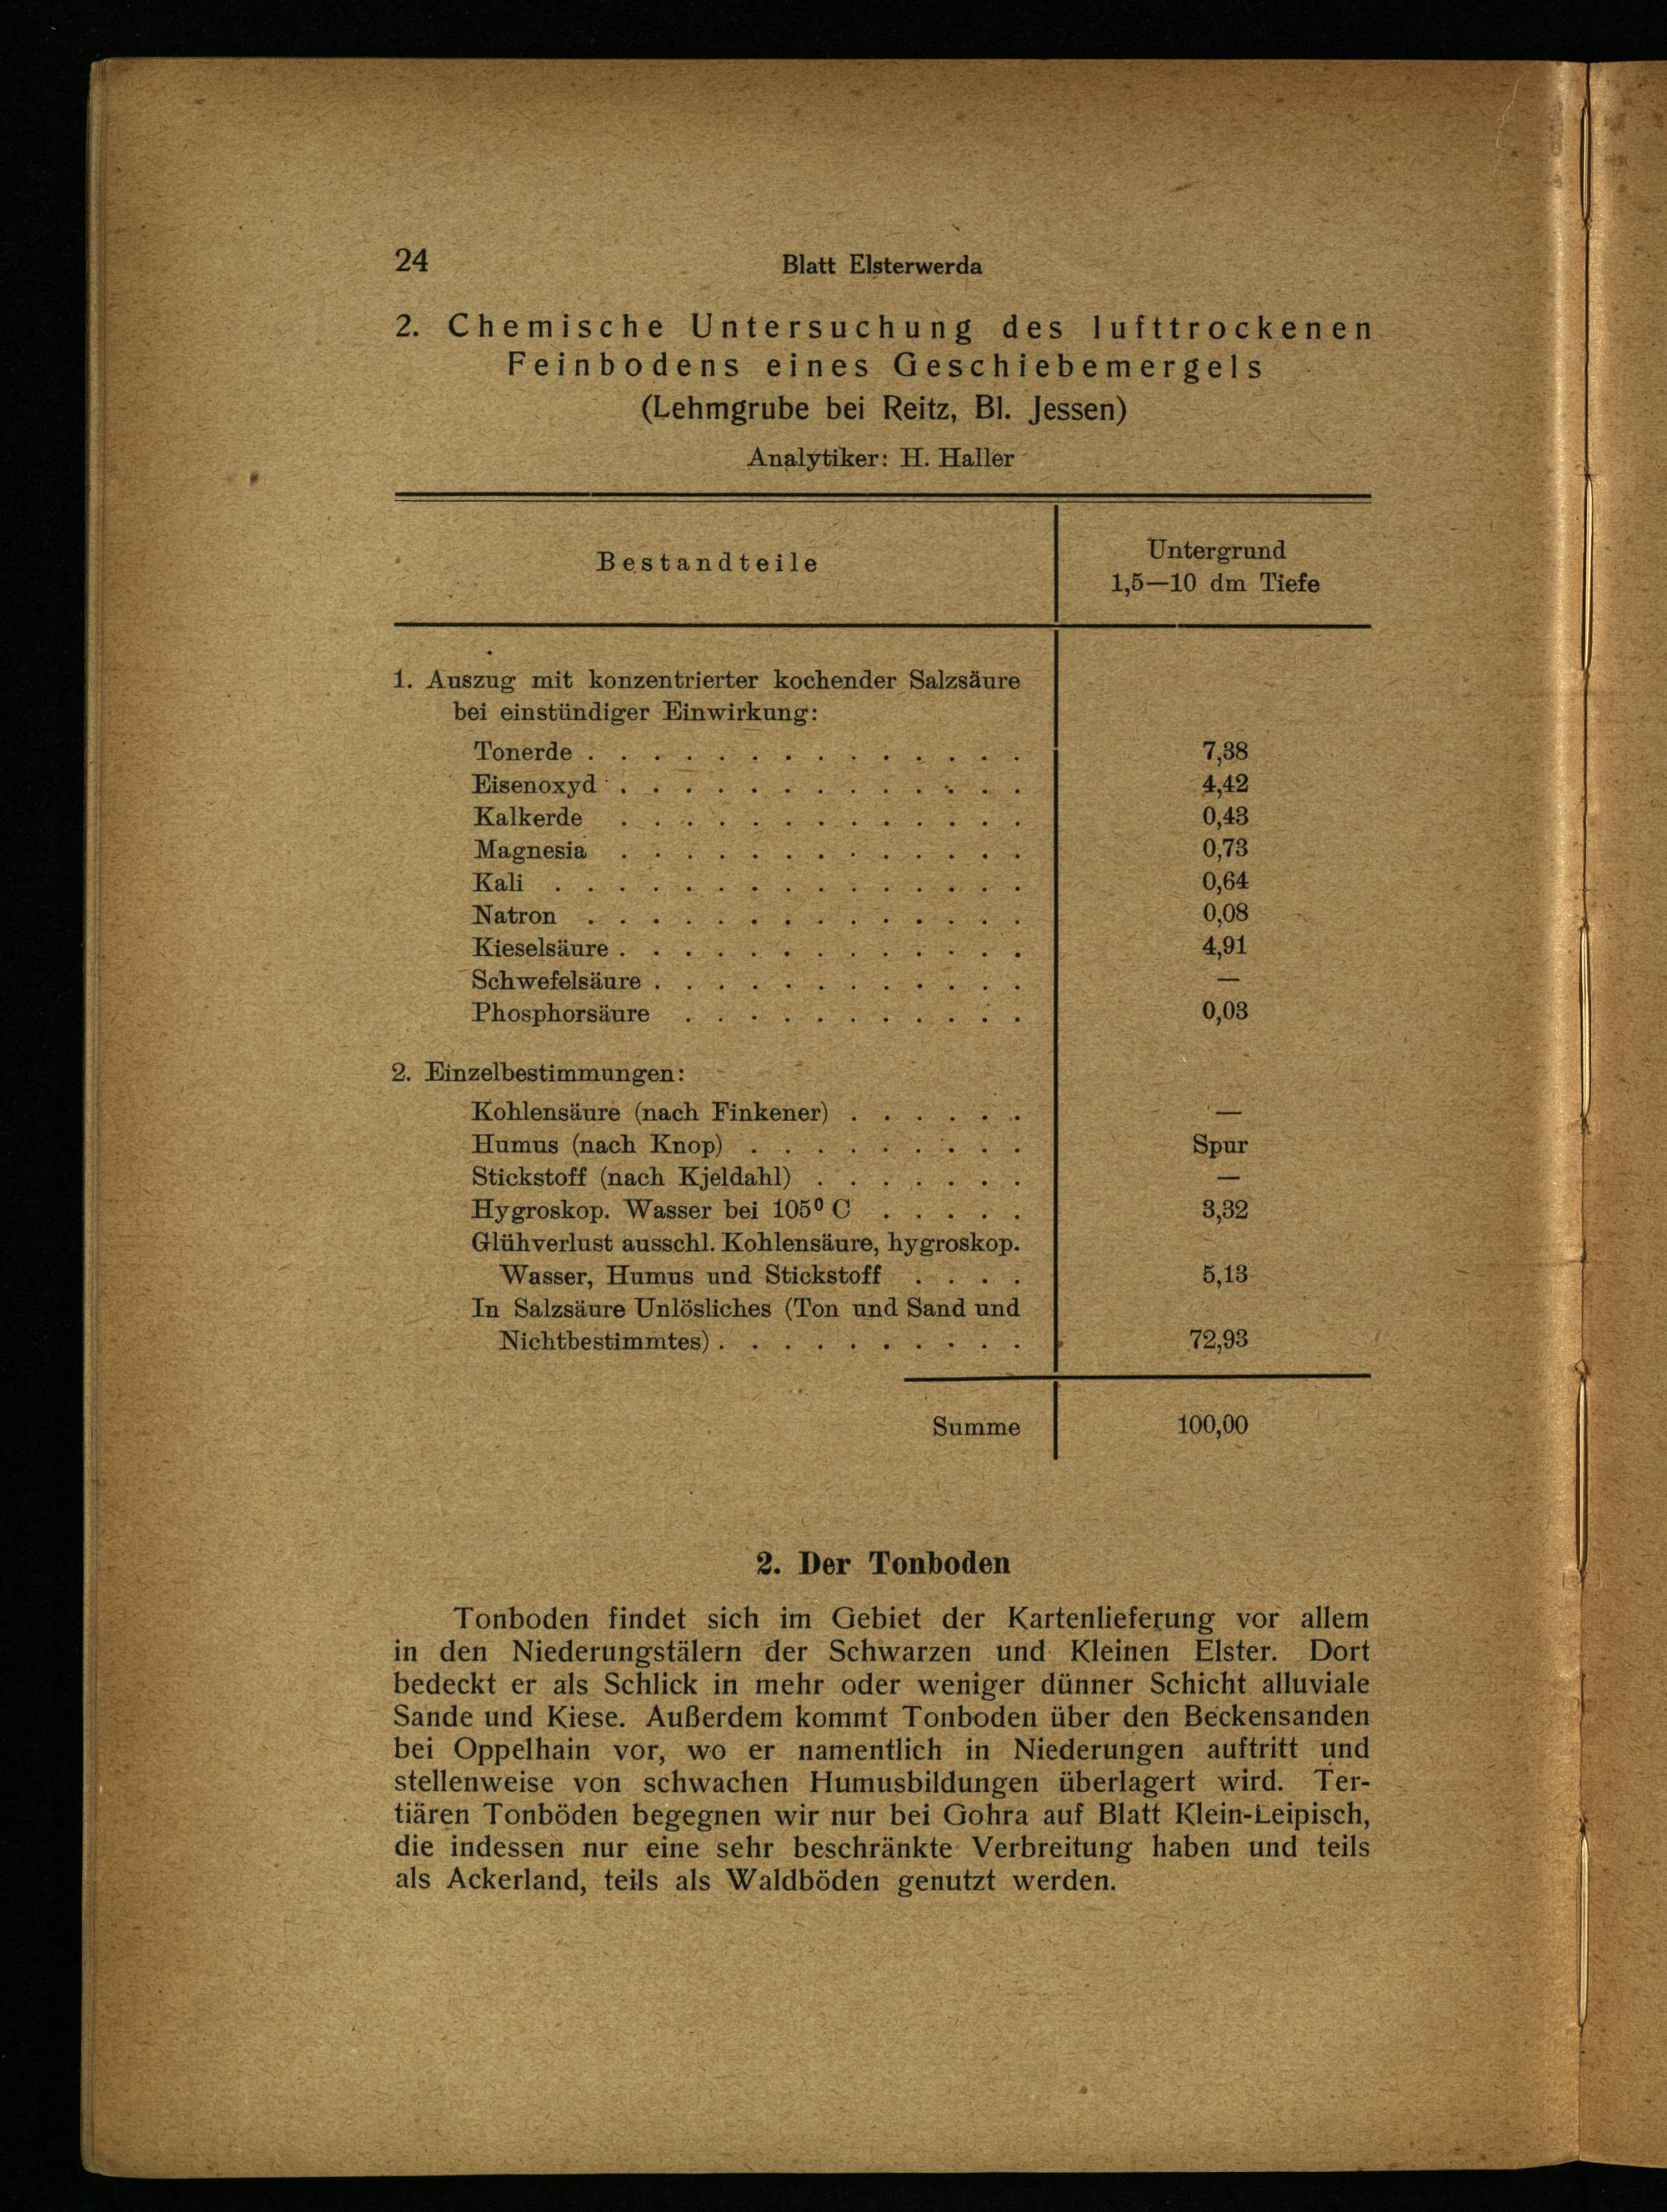 24
Blatt Elsterwerda
2. Chemische Untersuchung des lufttrockenen
Feinbodens eines Geschiebemergels
(Lehmgrube bei Reitz, Bl. Jessen)
Analytiker: H. Haller
Bestandteile
Untergrund
1,5—10 dm Tiefe
1. Auszug mit konzentrierter kochender Salzsäure
bei einstündiger Einwirkung:
Tonerde . . . . . . . . . . . . . . 7,38
Eisenoxyd . . . . . . . . . . . . . 4,42
Kalkerde . . . . . . . . . . . . . 0,43
Magnesia . . . . . . . . . . . . . 0,73
Kali . . . . . . . . . . . . . . . 0,64
Natron . . . . . . . . . . . . . . 0,08
Kieselsäure . . . . . . . . . . . . . 4,91
Schwefelsäure . . . . . . . . . . . . —
Phosphorsäure . . . . . . . . . . . 0,03
2. Einzelbestimmungen:
Kohlensäure (nach Finkener) . . . . . . —
Humus (nach Knop) . . . . . . . . . Spur
Stickstoff (nach Kjeldahl) . . . . . . . —
Hygroskop. Wasser bei 105⁰ C . . . . . 3,32
Glühverlust ausschl. Kohlensäure, hygroskop.
Wasser, Humus und Stickstoff . . . . 5,13
In Salzsäure Unlösliches (Ton und Sand und
Nichtbestimmtes) . . . . . . . . . . 72,93
Summe 100,00
2. Der Tonboden
Tonboden findet sich im Gebiet der Kartenlieferung vor allem
in den Niederungstälern der Schwarzen und Kleinen Elster. Dort
bedeckt er als Schlick in mehr oder weniger dünner Schicht alluviale
Sande und Kiese. Außerdem kommt Tonboden über den Beckensanden
bei Oppelhain vor, wo er namentlich in Niederungen auftritt und
stellenweise von schwachen Humusbildungen überlagert wird. Ter-
tiären Tonböden begegnen wir nur bei Gohra auf Blatt Klein-Leipisch,
die indessen nur eine sehr beschränkte Verbreitung haben und teils
als Ackerland, teils als Waldböden genutzt werden.